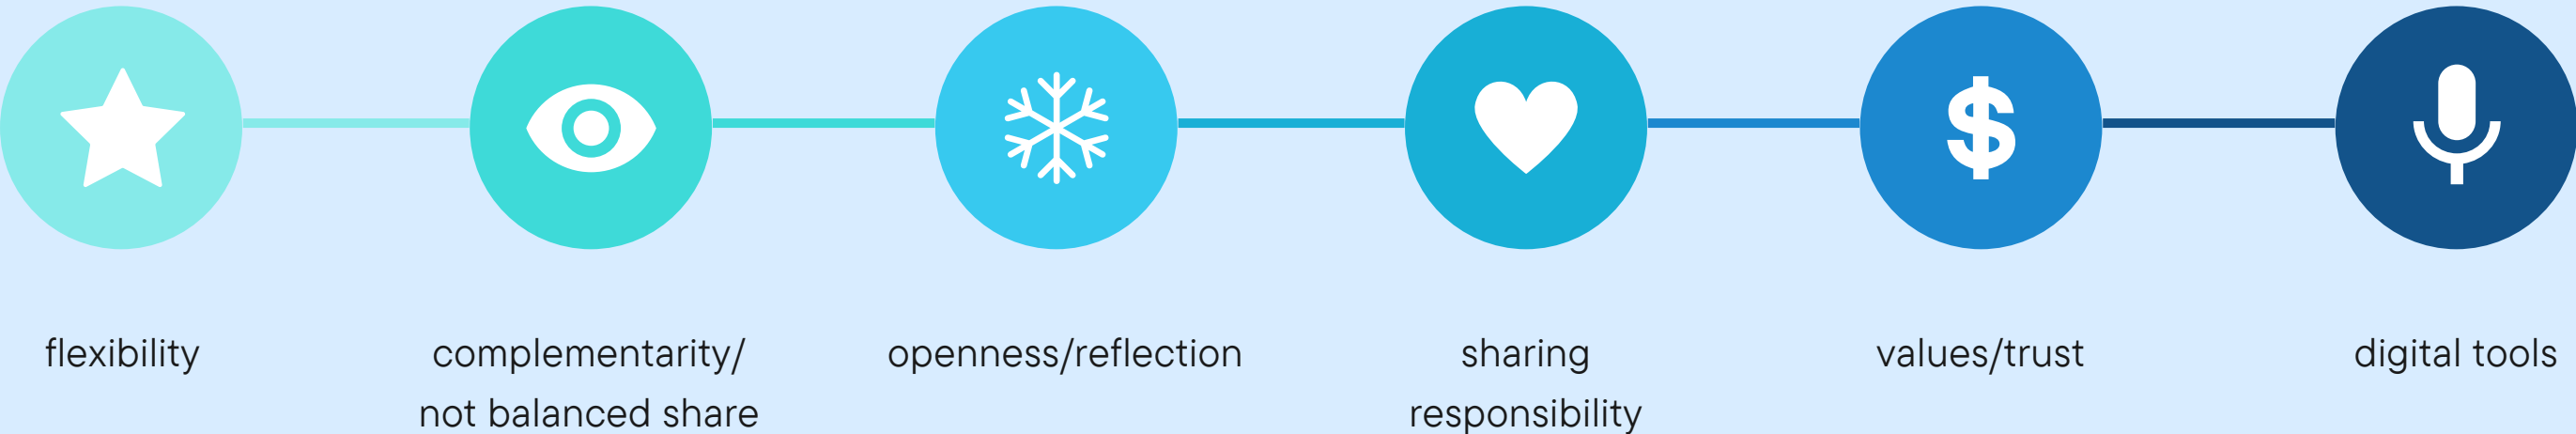 flexibility
complementarity/
not balanced share
openness/reflection
sharing
responsibility
values/trust
digital tools